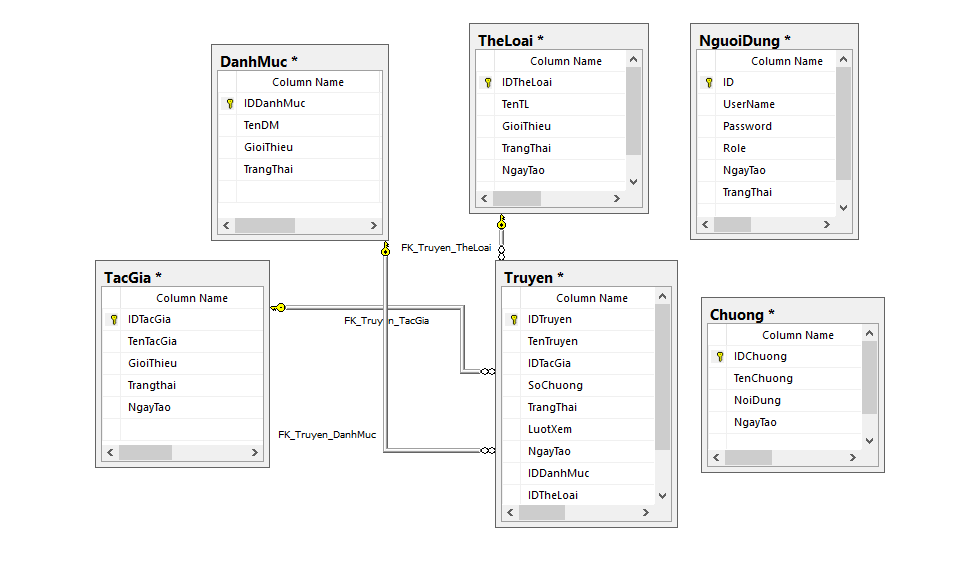 DanhMuc *
Column Name
IDDanhMuc
TenDM
GioiThieu
TrangThai
TheLoai *
Column Name
IDTheLoai
TenTL
GioiThieu
TrangThai
NgayTao
NguoiDung *
Column Name
ID
UserName
Password
Role
NgayTao
TrangThai
FK_Truyen_TheLoai
TacGia *
Column Name
IDTacGia
TenTacGia
GioiThieu
Trangthai
NgayTao
FK_Truyen_TacGia
FK_Truyen_DanhMuc
Truyen *
Column Name
IDTruyen
TenTruyen
IDTacGia
SoChuong
TrangThai
LuotXem
NgayTao
IDDanhMuc
IDTheLoai
Chuong *
Column Name
IDChuong
TenChuong
NoiDung
NgayTao